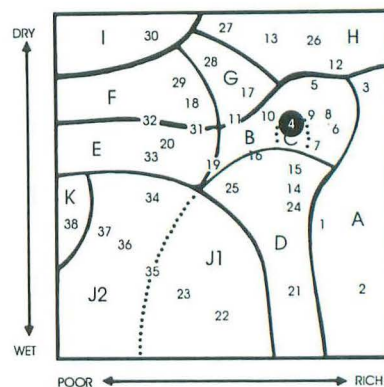 DRY
I 30 27 13 26 H
28 12
F 29 G 5 3
18 17
32 31 11 10 4 9 8
6
E 20 B C 7
33 19 16 15
K 34 25 14 A
24
38 37 36 D 1
35 J1
J2 23 21 2
22
WET
POOR RICH